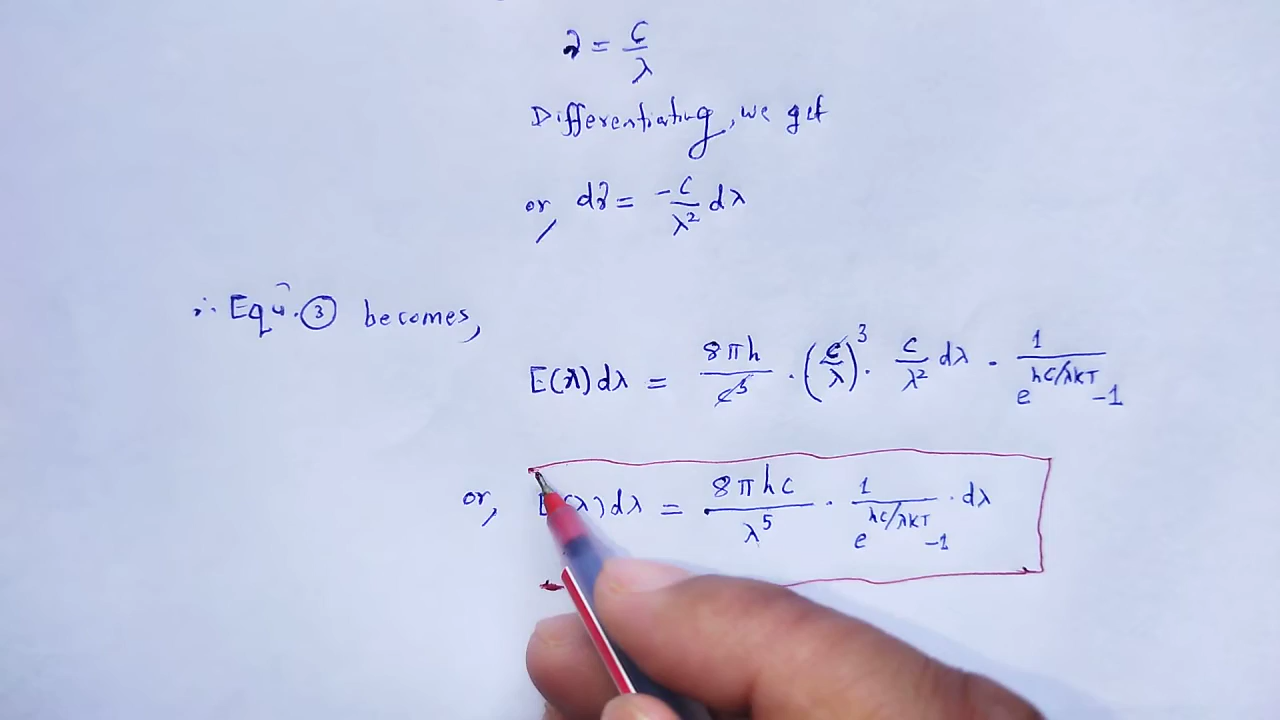 ν = c/λ
Differentiating, we get
or, dν = -c/λ² dλ
∴ Eqⁿ. ③ becomes,
E(λ)dλ = 8πh/c³ · (c/λ)³ · c/λ² dλ · 1/e^{hc/λKT}-1
or, E(λ)dλ = 8πhc/λ⁵ · 1/e^{hc/λKT}-1 · dλ